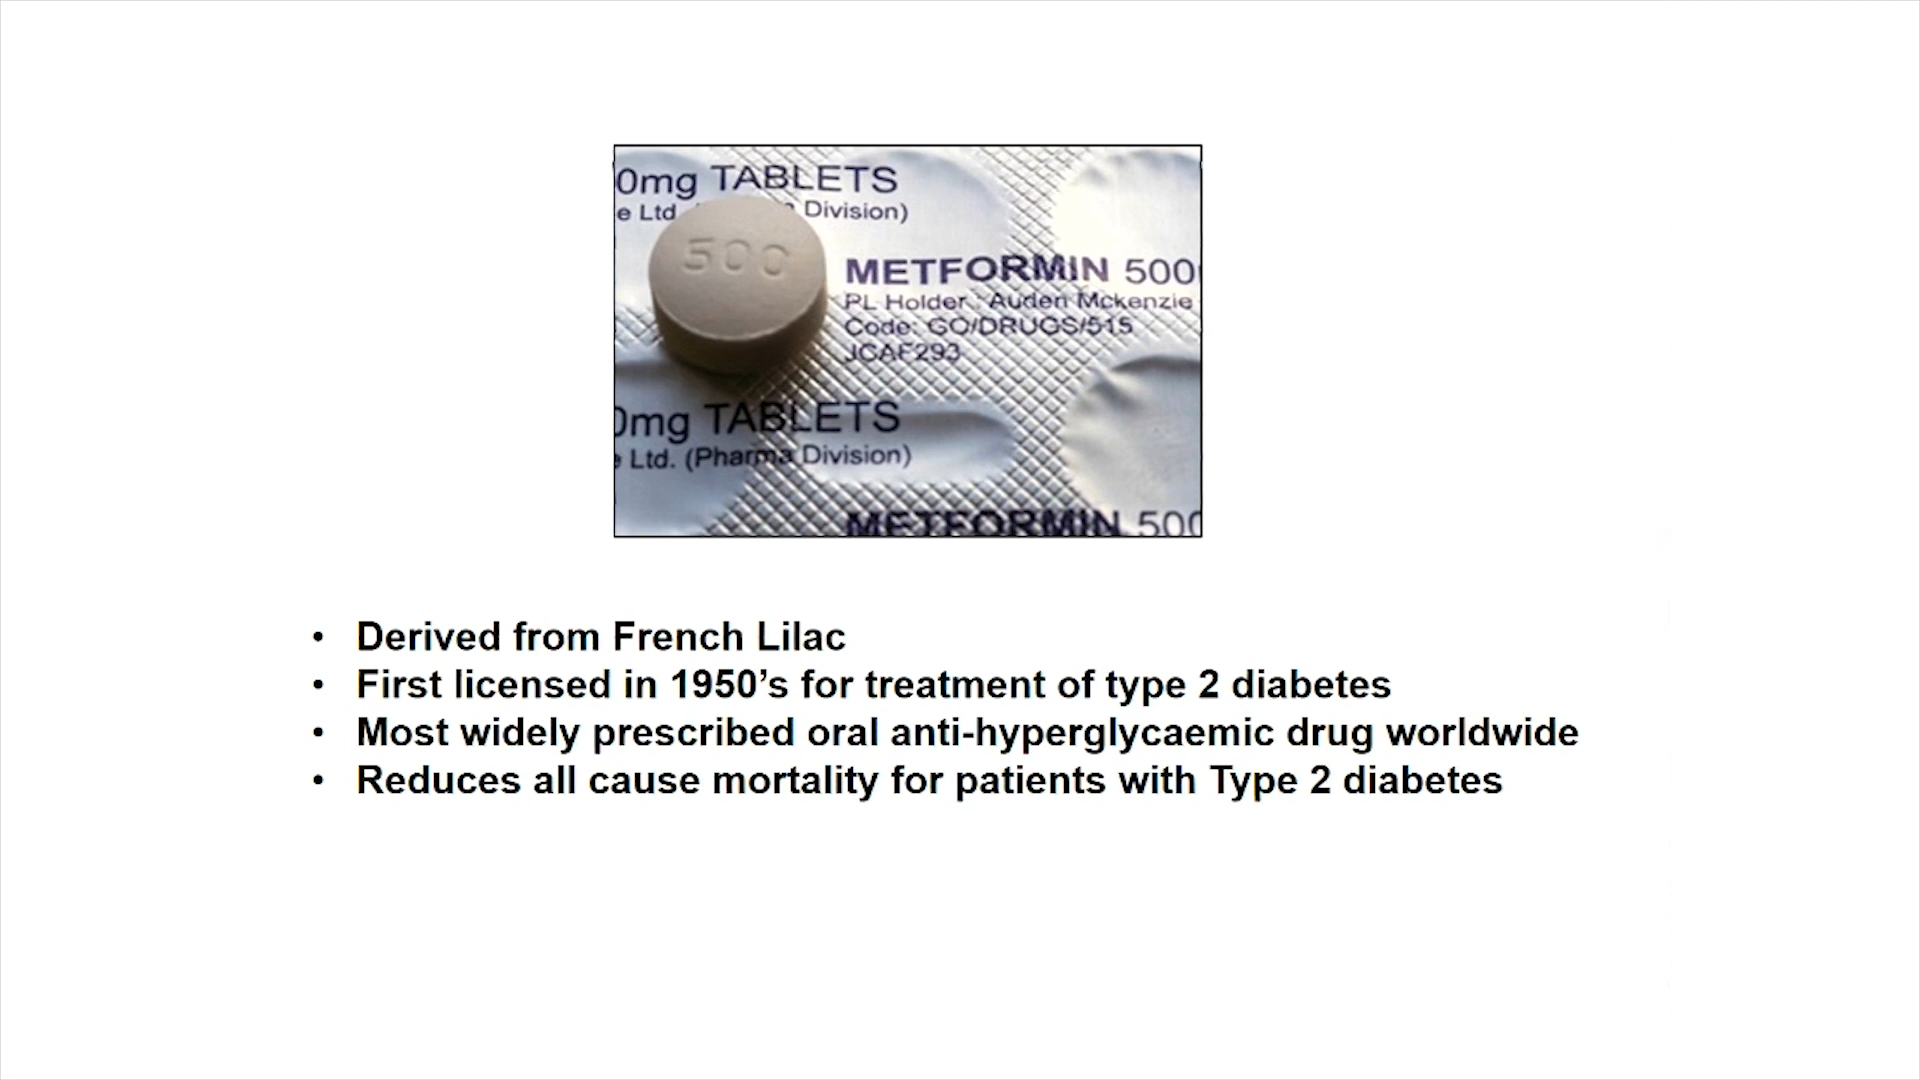 0mg TABLETS
e Ltd. Division)
500
METFORMIN 500
PL Holder: Auden Mckenzie
Code: GO/DRUGS/515
JCAF293
0mg TABLETS
e Ltd. (Pharma Division)
METFORMIN 500
• Derived from French Lilac
• First licensed in 1950’s for treatment of type 2 diabetes
• Most widely prescribed oral anti-hyperglycaemic drug worldwide
• Reduces all cause mortality for patients with Type 2 diabetes